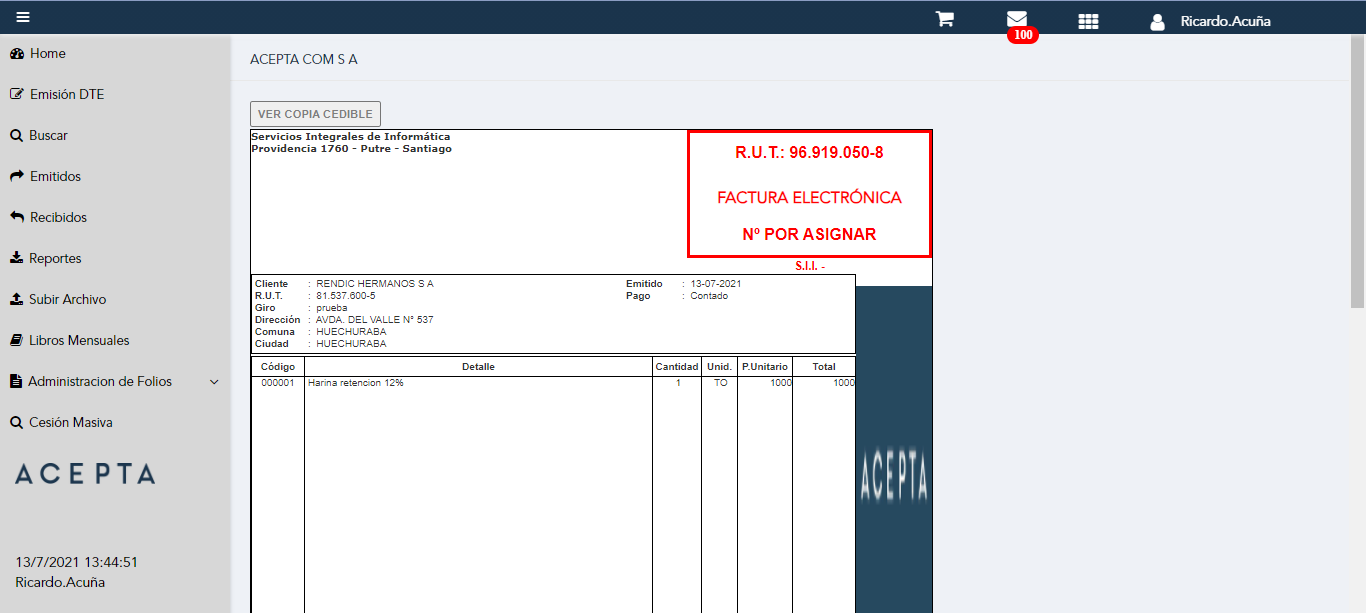 100
Ricardo.Acuña
Home
Emisión DTE
Buscar
Emitidos
Recibidos
Reportes
Subir Archivo
Libros Mensuales
Administracion de Folios
Cesión Masiva
ACEPTA
13/7/2021 13:44:51
Ricardo.Acuña
ACEPTA COM S A
VER COPIA CEDIBLE
Servicios Integrales de Informática
Providencia 1760 - Putre - Santiago
R.U.T.: 96.919.050-8
FACTURA ELECTRÓNICA
Nº POR ASIGNAR
S.I.I. -
Cliente : RENDIC HERMANOS S A Emitido : 13-07-2021
R.U.T. : 81.537.600-5 Pago : Contado
Giro : prueba
Dirección : AVDA. DEL VALLE N° 537
Comuna : HUECHURABA
Ciudad : HUECHURABA
Código Detalle Cantidad Unid. P.Unitario Total
000001 Harina retencion 12% 1 TO 1000 1000
ACEPTA